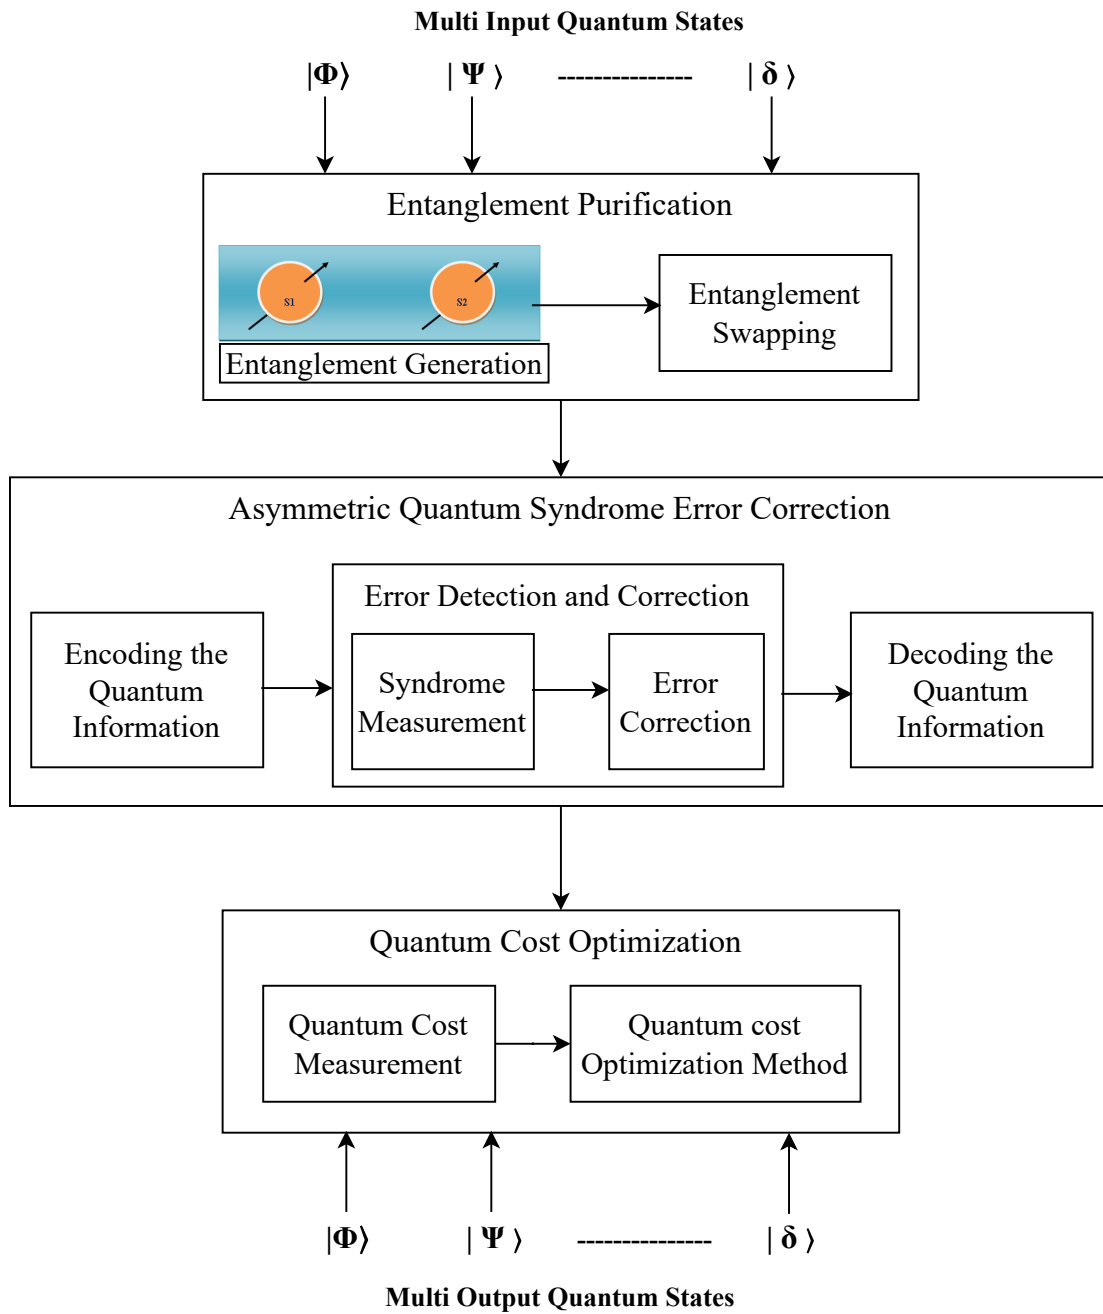 Multi Input Quantum States
|Φ⟩ | Ψ ⟩ --------------- | δ ⟩
Entanglement Purification
S1 S2
Entanglement Generation
Entanglement
Swapping
Asymmetric Quantum Syndrome Error Correction
Encoding the
Quantum
Information
Error Detection and Correction
Syndrome
Measurement
Error
Correction
Decoding the
Quantum
Information
Quantum Cost Optimization
Quantum Cost
Measurement
Quantum cost
Optimization Method
|Φ⟩ | Ψ ⟩ --------------- | δ ⟩
Multi Output Quantum States